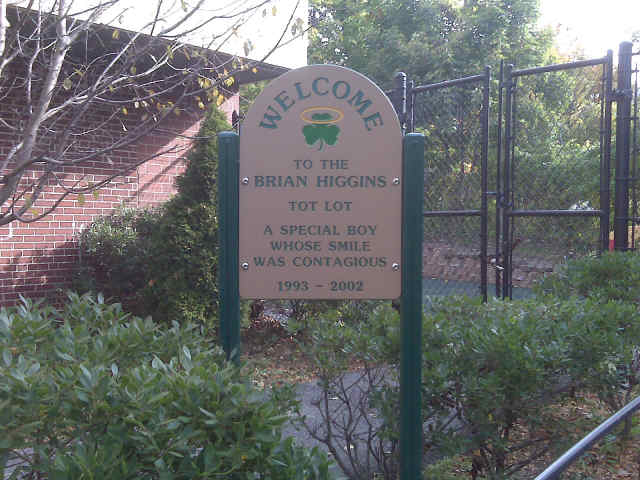 WELCOME
TO THE
BRIAN HIGGINS
TOT LOT
A SPECIAL BOY
WHOSE SMILE
WAS CONTAGIOUS
1993 - 2002